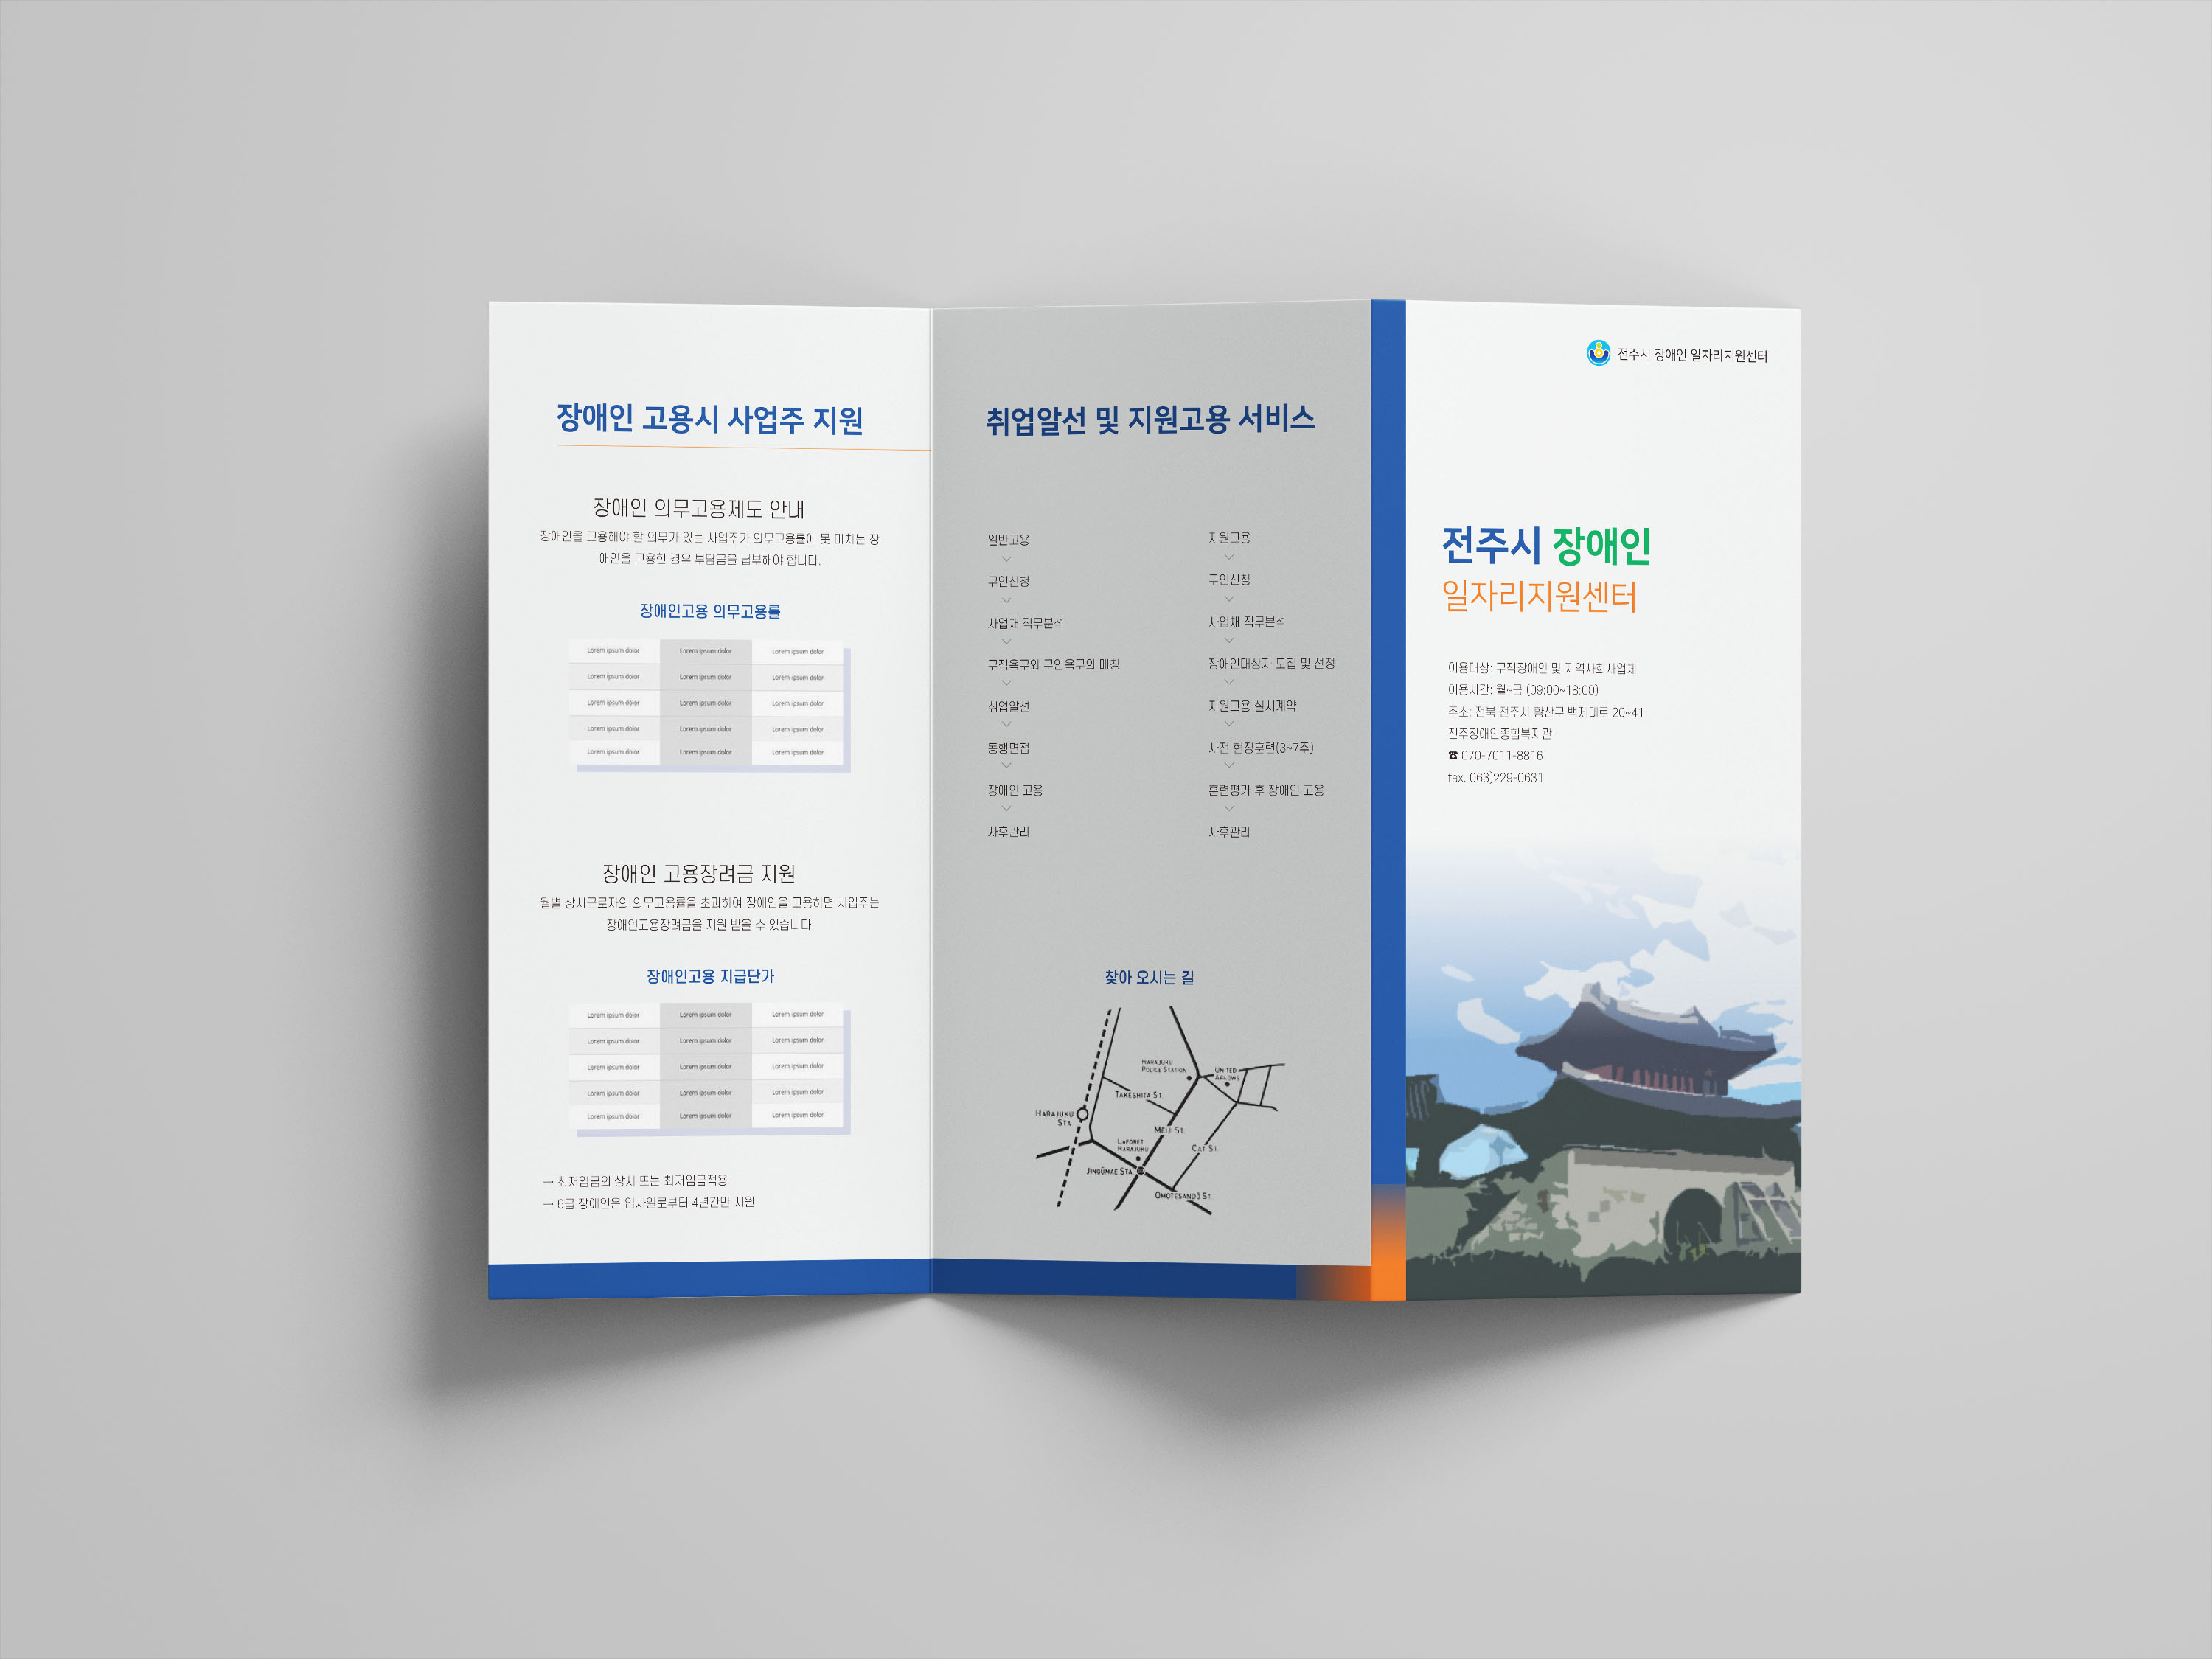 장애인 고용시 사업주 지원
장애인 의무고용제도 안내
장애인을 고용해야 할 의무가 있는 사업주가 의무고용률에 못 미치는 장
애인을 고용한 경우 부담금을 납부해야 합니다.
장애인고용 의무고용률
Lorem ipsum dolor Lorem ipsum dolor Lorem ipsum dolor
Lorem ipsum dolor Lorem ipsum dolor Lorem ipsum dolor
Lorem ipsum dolor Lorem ipsum dolor Lorem ipsum dolor
Lorem ipsum dolor Lorem ipsum dolor Lorem ipsum dolor
Lorem ipsum dolor Lorem ipsum dolor Lorem ipsum dolor
장애인 고용장려금 지원
월별 상시근로자의 의무고용률을 초과하여 장애인을 고용하면 사업주는
장애인고용장려금을 지원 받을 수 있습니다.
장애인고용 지급단가
Lorem ipsum dolor Lorem ipsum dolor Lorem ipsum dolor
Lorem ipsum dolor Lorem ipsum dolor Lorem ipsum dolor
Lorem ipsum dolor Lorem ipsum dolor Lorem ipsum dolor
Lorem ipsum dolor Lorem ipsum dolor Lorem ipsum dolor
Lorem ipsum dolor Lorem ipsum dolor Lorem ipsum dolor
→ 최저임금의 상시 또는 최저임금적용
→ 6급 장애인은 입사일로부터 4년간만 지원
취업알선 및 지원고용 서비스
일반고용
구인신청
사업채 직무분석
구직욕구와 구인욕구의 매칭
취업알선
동행면접
장애인 고용
사후관리
지원고용
구인신청
사업채 직무분석
장애인대상지 모집 및 선정
지원고용 실시계약
사전 현장훈련(3~7주)
훈련평가 후 장애인 고용
사후관리
찾아 오시는 길
HARAJUKU
POLICE STATION
UNITED
ARROWS
TAKESHITA ST.
HARAJUKU
STA
MEIJI ST.
LAFORET
HARAJUKU
CAT ST.
JINGŪMAE STA.
OMOTESANDŌ ST.
전주시 장애인 일자리지원센터
전주시 장애인
일자리지원센터
이용대상: 구직장애인 및 지역사회사업체
이용시간: 월~금 (09:00~18:00)
주소: 전북 전주시 황산구 백제대로 20~41
전주장애인종합복지관
☎ 070-7011-8816
fax. 063)229-0631